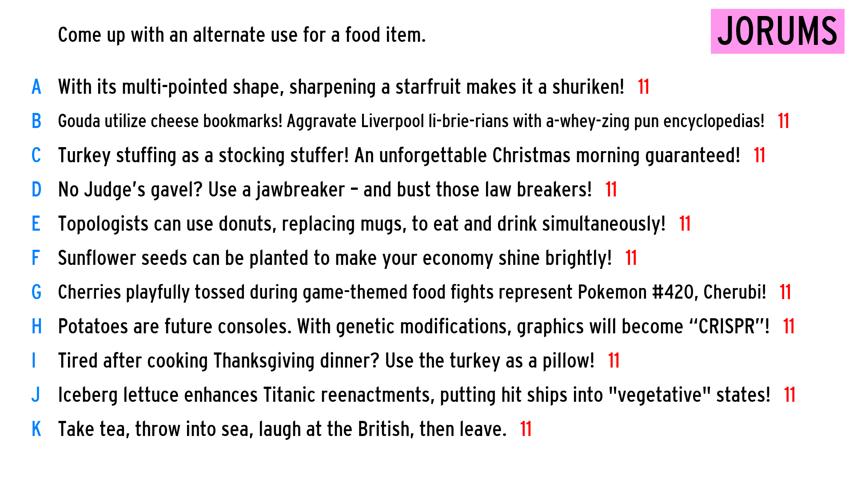 Come up with an alternate use for a food item.
JORUMS
A With its multi-pointed shape, sharpening a starfruit makes it a shuriken! 11
B Gouda utilize cheese bookmarks! Aggravate Liverpool li-brie-rians with a-whey-zing pun encyclopedias! 11
C Turkey stuffing as a stocking stuffer! An unforgettable Christmas morning guaranteed! 11
D No Judge's gavel? Use a jawbreaker – and bust those law breakers! 11
E Topologists can use donuts, replacing mugs, to eat and drink simultaneously! 11
F Sunflower seeds can be planted to make your economy shine brightly! 11
G Cherries playfully tossed during game-themed food fights represent Pokemon #420, Cherubi! 11
H Potatoes are future consoles. With genetic modifications, graphics will become “CRISPR”! 11
I Tired after cooking Thanksgiving dinner? Use the turkey as a pillow! 11
J Iceberg lettuce enhances Titanic reenactments, putting hit ships into "vegetative" states! 11
K Take tea, throw into sea, laugh at the British, then leave. 11